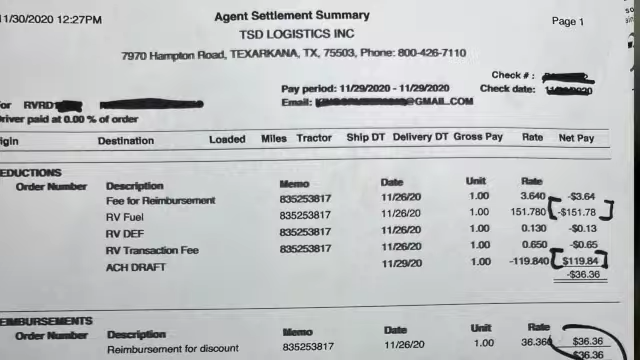 11/30/2020 12:27PM
Agent Settlement Summary
Page 1
TSD LOGISTICS INC
7970 Hampton Road, TEXARKANA, TX, 75503, Phone: 800-426-7110
Check # :
Pay period: 11/29/2020 - 11/29/2020
Check date: 2020
or RVRD
Email: @GMAIL.COM
Driver paid at 0.00 % of order
igin Destination Loaded Miles Tractor Ship DT Delivery DT Gross Pay Rate Net Pay
EDUCTIONS
Order Number Description Memo Date Unit Rate
Fee for Reimbursement 835253817 11/26/20 1.00 3.640 -$3.64
RV Fuel 835253817 11/26/20 1.00 151.780 -$151.78
RV DEF 11/26/20 1.00 0.130 -$0.13
RV Transaction Fee 835253817 11/26/20 1.00 0.650 -$0.65
ACH DRAFT 11/29/20 1.00 -119.840 $119.84
-$36.36
EIMBURSEMENTS
Order Number Description Memo Date Unit Rate
Reimbursement for discount 835253817 11/26/20 1.00 36.360 $36.36
$36.36